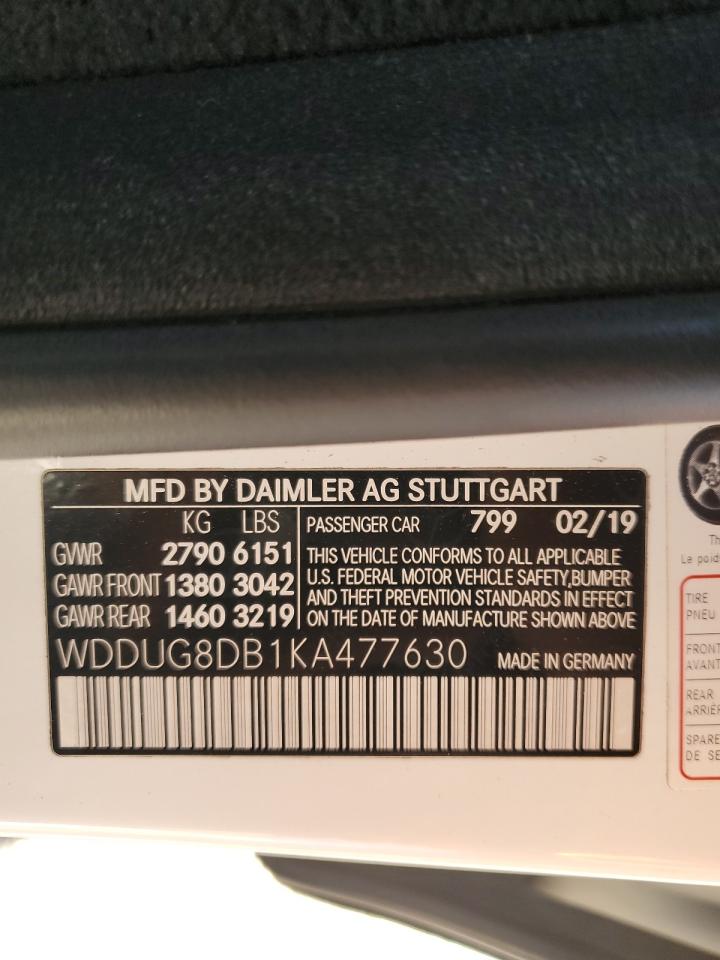 MFD BY DAIMLER AG STUTTGART
KG LBS
GVWR 2790 6151
GAWR FRONT 1380 3042
GAWR REAR 1460 3219
PASSENGER CAR 799 02/19
THIS VEHICLE CONFORMS TO ALL APPLICABLE
U.S. FEDERAL MOTOR VEHICLE SAFETY,BUMPER
AND THEFT PREVENTION STANDARDS IN EFFECT
ON THE DATE OF MANUFACTURE SHOWN ABOVE
WDDUG8DB1KA477630 MADE IN GERMANY
Th
Le poid
TIRE
PNEU
FRONT
AVANT
REAR
ARRIÈR
SPARE
DE SE